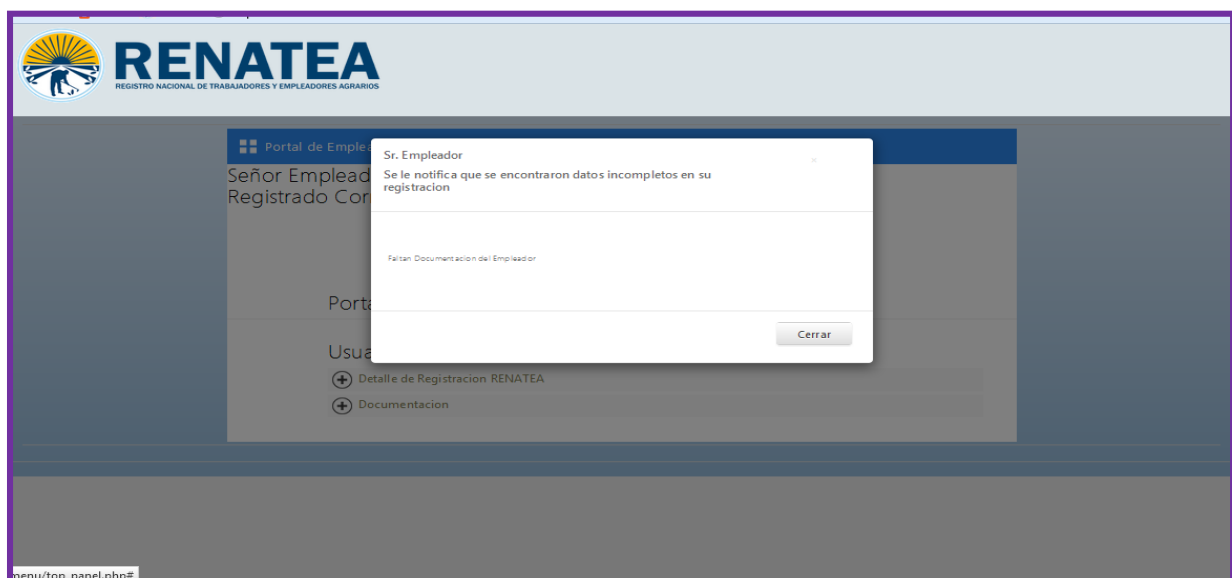 RENATEA
REGISTRO NACIONAL DE TRABAJADORES Y EMPLEADORES AGRARIOS
Portal de Emplea
Sr. Empleador
Señor Emplead
Se le notifica que se encontraron datos incompletos en su
registracion
Registrado Cor
Faltan Documentacion del Empleador
Porta
Cerrar
Usua
Detalle de Registracion RENATEA
Documentacion
menu/top_panel.php#